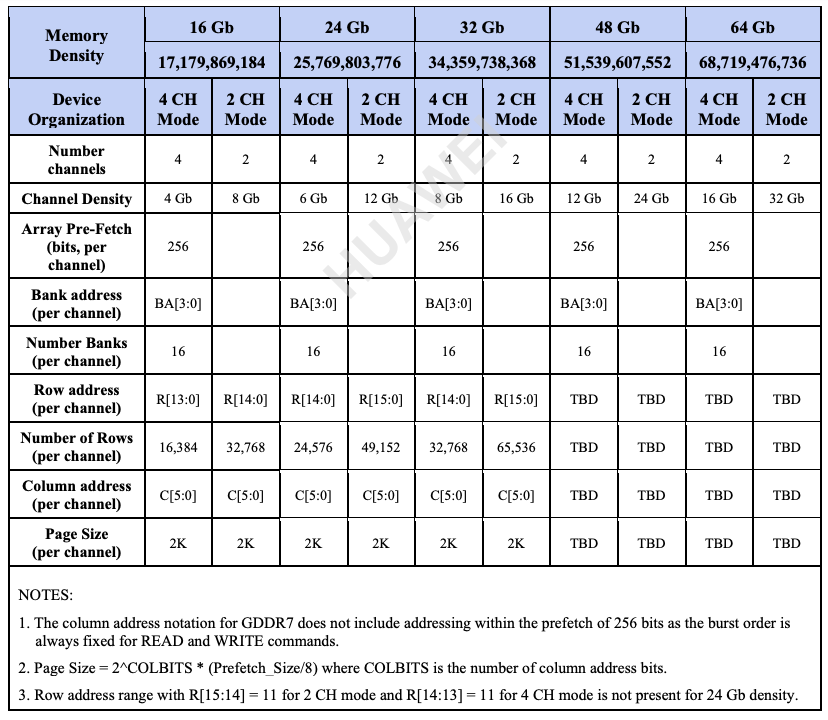 Memory Density 16 Gb 24 Gb 32 Gb 48 Gb 64 Gb
17,179,869,184 25,769,803,776 34,359,738,368 51,539,607,552 68,719,476,736
Device Organization 4 CH Mode 2 CH Mode 4 CH Mode 2 CH Mode 4 CH Mode 2 CH Mode 4 CH Mode 2 CH Mode 4 CH Mode 2 CH Mode
Number channels 4 2 4 2 4 2 4 2 4 2
Channel Density 4 Gb 8 Gb 6 Gb 12 Gb 8 Gb 16 Gb 12 Gb 24 Gb 16 Gb 32 Gb
Array Pre-Fetch (bits, per channel) 256 256 256 256 256
Bank address (per channel) BA[3:0] BA[3:0] BA[3:0] BA[3:0] BA[3:0]
Number Banks (per channel) 16 16 16 16 16
Row address (per channel) R[13:0] R[14:0] R[14:0] R[15:0] R[14:0] R[15:0] TBD TBD TBD TBD
Number of Rows (per channel) 16,384 32,768 24,576 49,152 32,768 65,536 TBD TBD TBD TBD
Column address (per channel) C[5:0] C[5:0] C[5:0] C[5:0] C[5:0] C[5:0] TBD TBD TBD TBD
Page Size (per channel) 2K 2K 2K 2K 2K 2K TBD TBD TBD TBD
NOTES:
1. The column address notation for GDDR7 does not include addressing within the prefetch of 256 bits as the burst order is
always fixed for READ and WRITE commands.
2. Page Size = 2^COLBITS * (Prefetch_Size/8) where COLBITS is the number of column address bits.
3. Row address range with R[15:14] = 11 for 2 CH mode and R[14:13] = 11 for 4 CH mode is not present for 24 Gb density.
HUAWEI